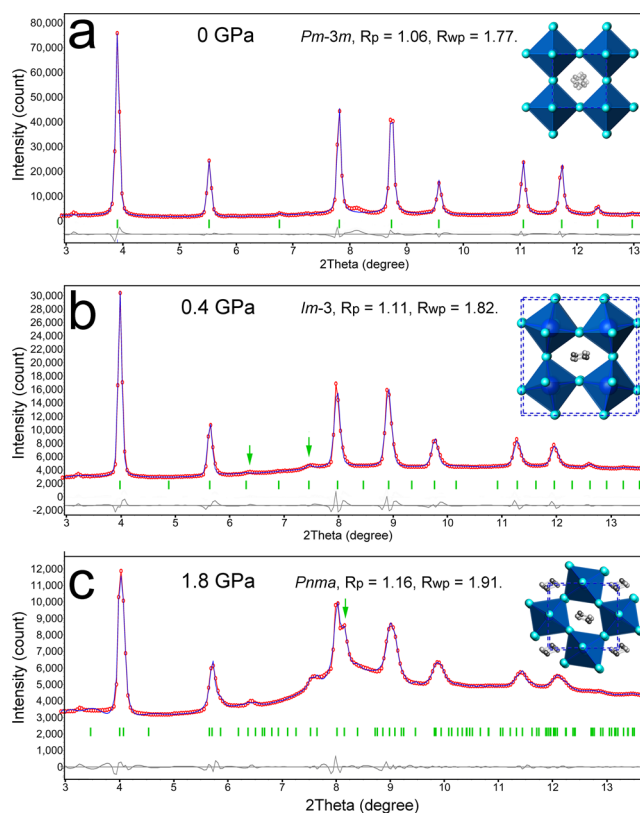 a
0 GPa
Pm-3m, Rp = 1.06, Rwp = 1.77.
Intensity (count)
80,000
70,000
60,000
50,000
40,000
30,000
20,000
10,000
0
3 4 5 6 7 8 9 10 11 12 13
2Theta (degree)
b
0.4 GPa
Im-3, Rp = 1.11, Rwp = 1.82.
Intensity (count)
30,000
28,000
26,000
24,000
22,000
20,000
18,000
16,000
14,000
12,000
10,000
8,000
6,000
4,000
2,000
0
-2,000
3 4 5 6 7 8 9 10 11 12 13
2Theta (degree)
c
1.8 GPa
Pnma, Rp = 1.16, Rwp = 1.91.
Intensity (count)
12,000
11,000
10,000
9,000
8,000
7,000
6,000
5,000
4,000
3,000
2,000
1,000
0
3 4 5 6 7 8 9 10 11 12 13
2Theta (degree)